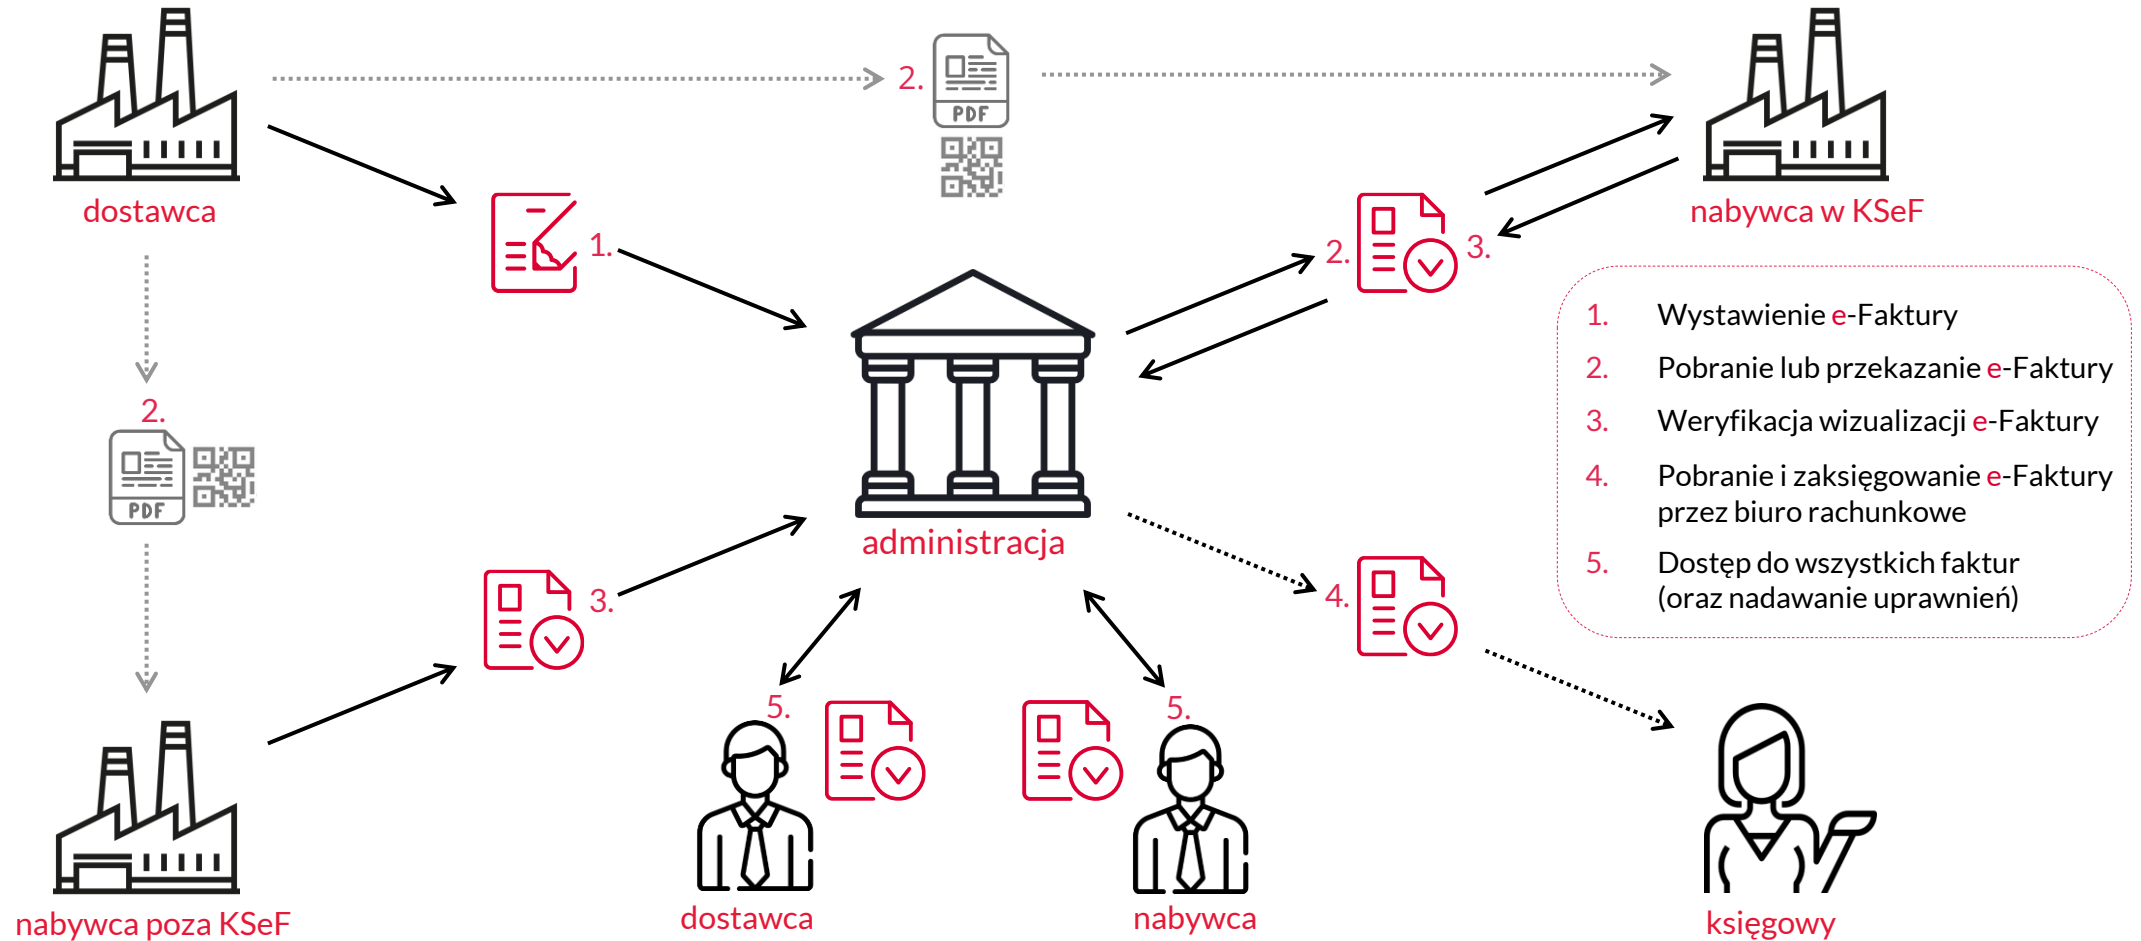 2.
PDF
dostawca
nabywca w KSeF
1.
2.
3.
1. Wystawienie e-Faktury
2. Pobranie lub przekazanie e-Faktury
3. Weryfikacja wizualizacji e-Faktury
4. Pobranie i zaksięgowanie e-Faktury
przez biuro rachunkowe
5. Dostęp do wszystkich faktur
(oraz nadawanie uprawnień)
2.
PDF
administracja
3.
4.
5.
5.
nabywca poza KSeF
dostawca
nabywca
księgowy